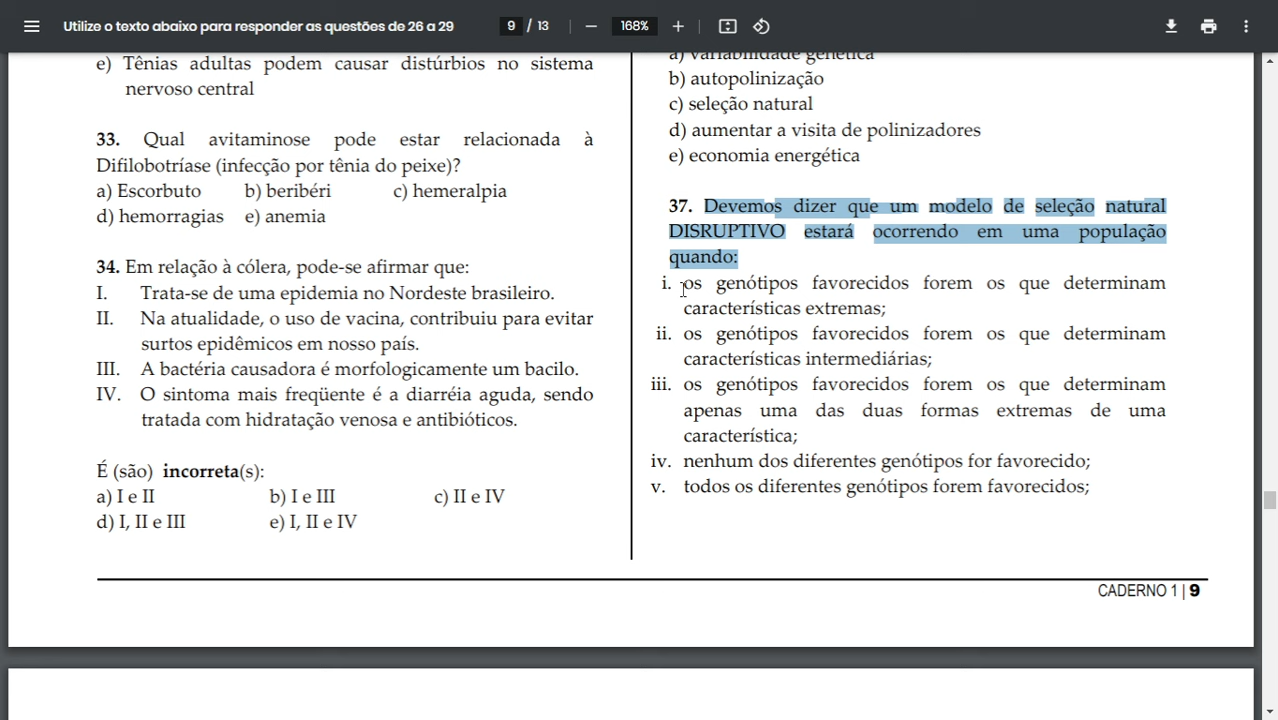 Utilize o texto abaixo para responder as questões de 26 a 29
9 / 13
168%
e) Tênias adultas podem causar distúrbios no sistema
nervoso central
33. Qual avitaminose pode estar relacionada à
Difilobotríase (infecção por tênia do peixe)?
a) Escorbuto b) beribéri c) hemeralpia
d) hemorragias e) anemia
34. Em relação à cólera, pode-se afirmar que:
I. Trata-se de uma epidemia no Nordeste brasileiro.
II. Na atualidade, o uso de vacina, contribuiu para evitar
surtos epidêmicos em nosso país.
III. A bactéria causadora é morfologicamente um bacilo.
IV. O sintoma mais freqüente é a diarréia aguda, sendo
tratada com hidratação venosa e antibióticos.
É (são) incorreta(s):
a) I e II b) I e III c) II e IV
d) I, II e III e) I, II e IV
a) variabilidade genética
b) autopolinização
c) seleção natural
d) aumentar a visita de polinizadores
e) economia energética
37. Devemos dizer que um modelo de seleção natural
DISRUPTIVO estará ocorrendo em uma população
quando:
i. os genótipos favorecidos forem os que determinam
características extremas;
ii. os genótipos favorecidos forem os que determinam
características intermediárias;
iii. os genótipos favorecidos forem os que determinam
apenas uma das duas formas extremas de uma
característica;
iv. nenhum dos diferentes genótipos for favorecido;
v. todos os diferentes genótipos forem favorecidos;
CADERNO 1 | 9